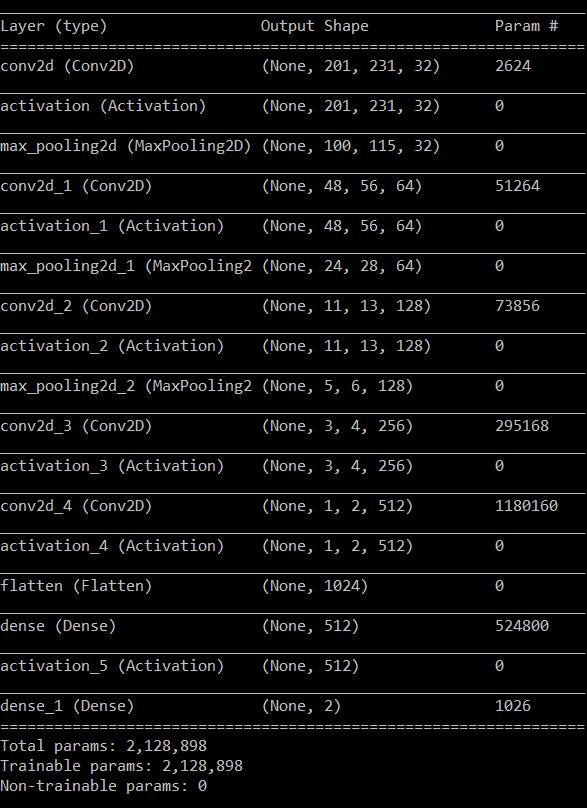 Layer (type) Output Shape Param #
=================================================================
conv2d (Conv2D) (None, 201, 231, 32) 2624
activation (Activation) (None, 201, 231, 32) 0
max_pooling2d (MaxPooling2D) (None, 100, 115, 32) 0
conv2d_1 (Conv2D) (None, 48, 56, 64) 51264
activation_1 (Activation) (None, 48, 56, 64) 0
max_pooling2d_1 (MaxPooling2 (None, 24, 28, 64) 0
conv2d_2 (Conv2D) (None, 11, 13, 128) 73856
activation_2 (Activation) (None, 11, 13, 128) 0
max_pooling2d_2 (MaxPooling2 (None, 5, 6, 128) 0
conv2d_3 (Conv2D) (None, 3, 4, 256) 295168
activation_3 (Activation) (None, 3, 4, 256) 0
conv2d_4 (Conv2D) (None, 1, 2, 512) 1180160
activation_4 (Activation) (None, 1, 2, 512) 0
flatten (Flatten) (None, 1024) 0
dense (Dense) (None, 512) 524800
activation_5 (Activation) (None, 512) 0
dense_1 (Dense) (None, 2) 1026
=================================================================
Total params: 2,128,898
Trainable params: 2,128,898
Non-trainable params: 0